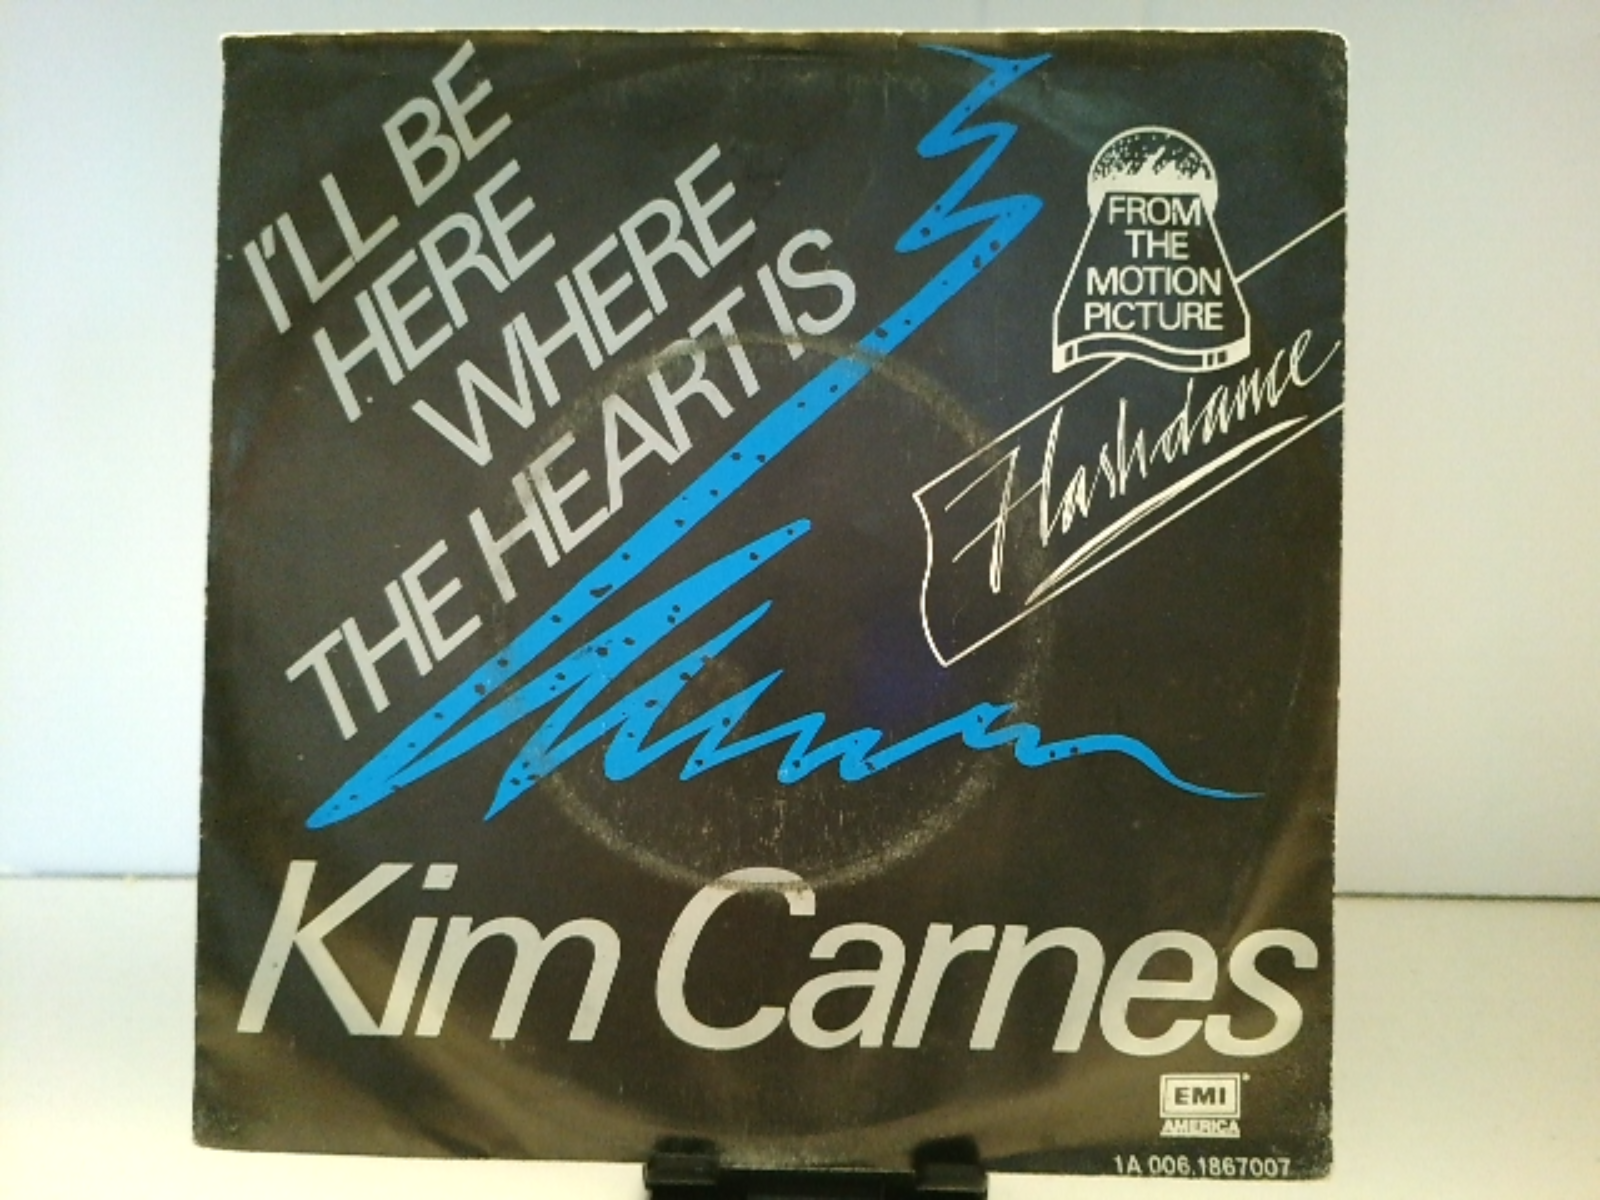 I'LL BE
HERE
WHERE
THE HEART IS
FROM
THE
MOTION
PICTURE
Flashdance
Kim Carnes
EMI
AMERICA
1A 006.1867007